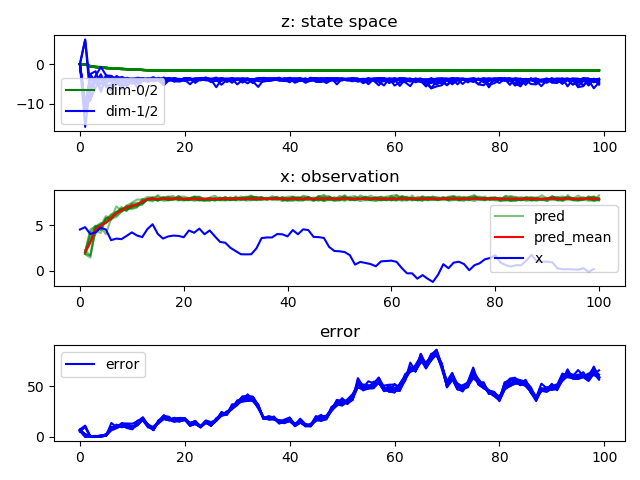 z: state space
0
−10
dim-0/2
dim-1/2
0 20 40 60 80 100
x: observation
5
0
pred
pred_mean
x
0 20 40 60 80 100
error
50
0
error
0 20 40 60 80 100